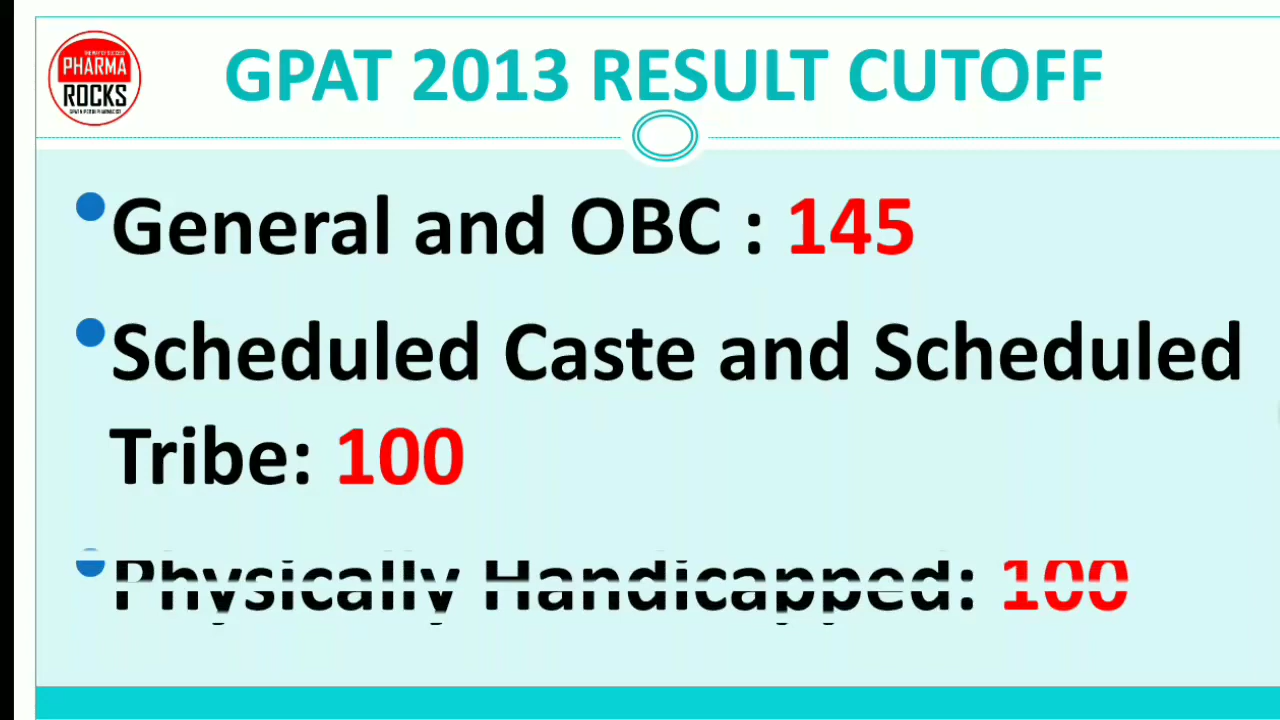 PHARMA
ROCKS
GPAT 2013 RESULT CUTOFF
•General and OBC : 145
•Scheduled Caste and Scheduled
Tribe: 100
•Physically Handicapped: 100